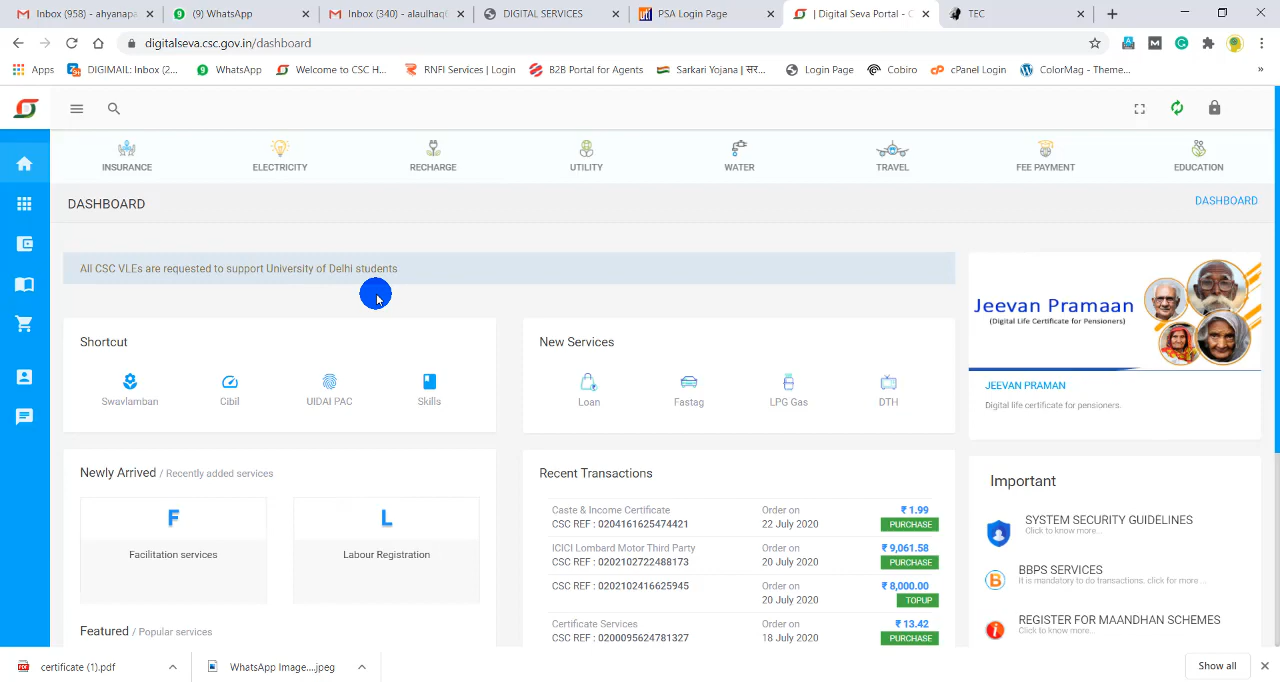 Inbox (958) - ahyapana
(9) WhatsApp
Inbox (340) - alaulhaq6
DIGITAL SERVICES
PSA Login Page
| Digital Seva Portal - C
TEC
digitalseva.csc.gov.in/dashboard
Apps
DIGIMAIL: Inbox (2...
WhatsApp
Welcome to CSC H...
RNFI Services | Login
B2B Portal for Agents
Sarkari Yojana | सर...
Login Page
Cobiro
cPanel Login
ColorMag - Theme...
INSURANCE
ELECTRICITY
RECHARGE
UTILITY
WATER
TRAVEL
FEE PAYMENT
EDUCATION
DASHBOARD
DASHBOARD
All CSC VLEs are requested to support University of Delhi students
Shortcut
Swavlamban
Cibil
UIDAI PAC
Skills
New Services
Loan
Fastag
LPG Gas
DTH
Jeevan Pramaan
(Digital Life Certificate for Pensioners)
JEEVAN PRAMAN
Digital life certificate for pensioners.
Newly Arrived / Recently added services
F
Facilitation services
L
Labour Registration
Featured / Popular services
Recent Transactions
Caste & Income Certificate Order on ₹ 1.99
CSC REF : 0204161625474421 22 July 2020 PURCHASE
ICICI Lombard Motor Third Party Order on ₹ 9,061.58
CSC REF : 0202102722488173 20 July 2020 PURCHASE
CSC REF : 0202102416625945 Order on ₹ 8,000.00
20 July 2020 TOPUP
Certificate Services Order on ₹ 13.42
CSC REF : 0200095624781327 18 July 2020 PURCHASE
Important
SYSTEM SECURITY GUIDELINES
Click to know more...
BBPS SERVICES
It is mandatory to do transactions. click for more ...
REGISTER FOR MAANDHAN SCHEMES
Click to know more...
certificate (1).pdf
WhatsApp Image....jpeg
Show all